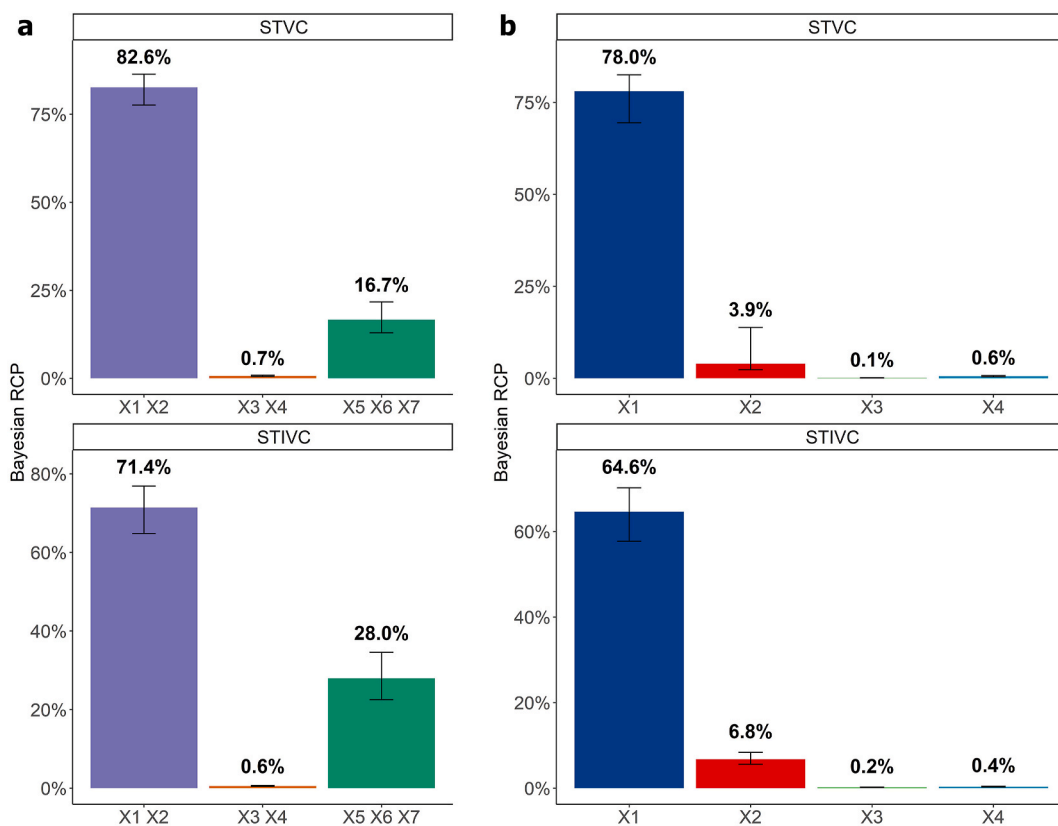 a
STVC
82.6%
75%
50%
25%
16.7%
0.7%
0%
X1 X2 X3 X4 X5 X6 X7
Bayesian RCP
STIVC
80%
71.4%
60%
40%
28.0%
20%
0.6%
0%
X1 X2 X3 X4 X5 X6 X7
b
STVC
78.0%
75%
50%
25%
3.9%
0.1%
0.6%
0%
X1 X2 X3 X4
Bayesian RCP
STIVC
64.6%
60%
40%
20%
6.8%
0.2%
0.4%
0%
X1 X2 X3 X4